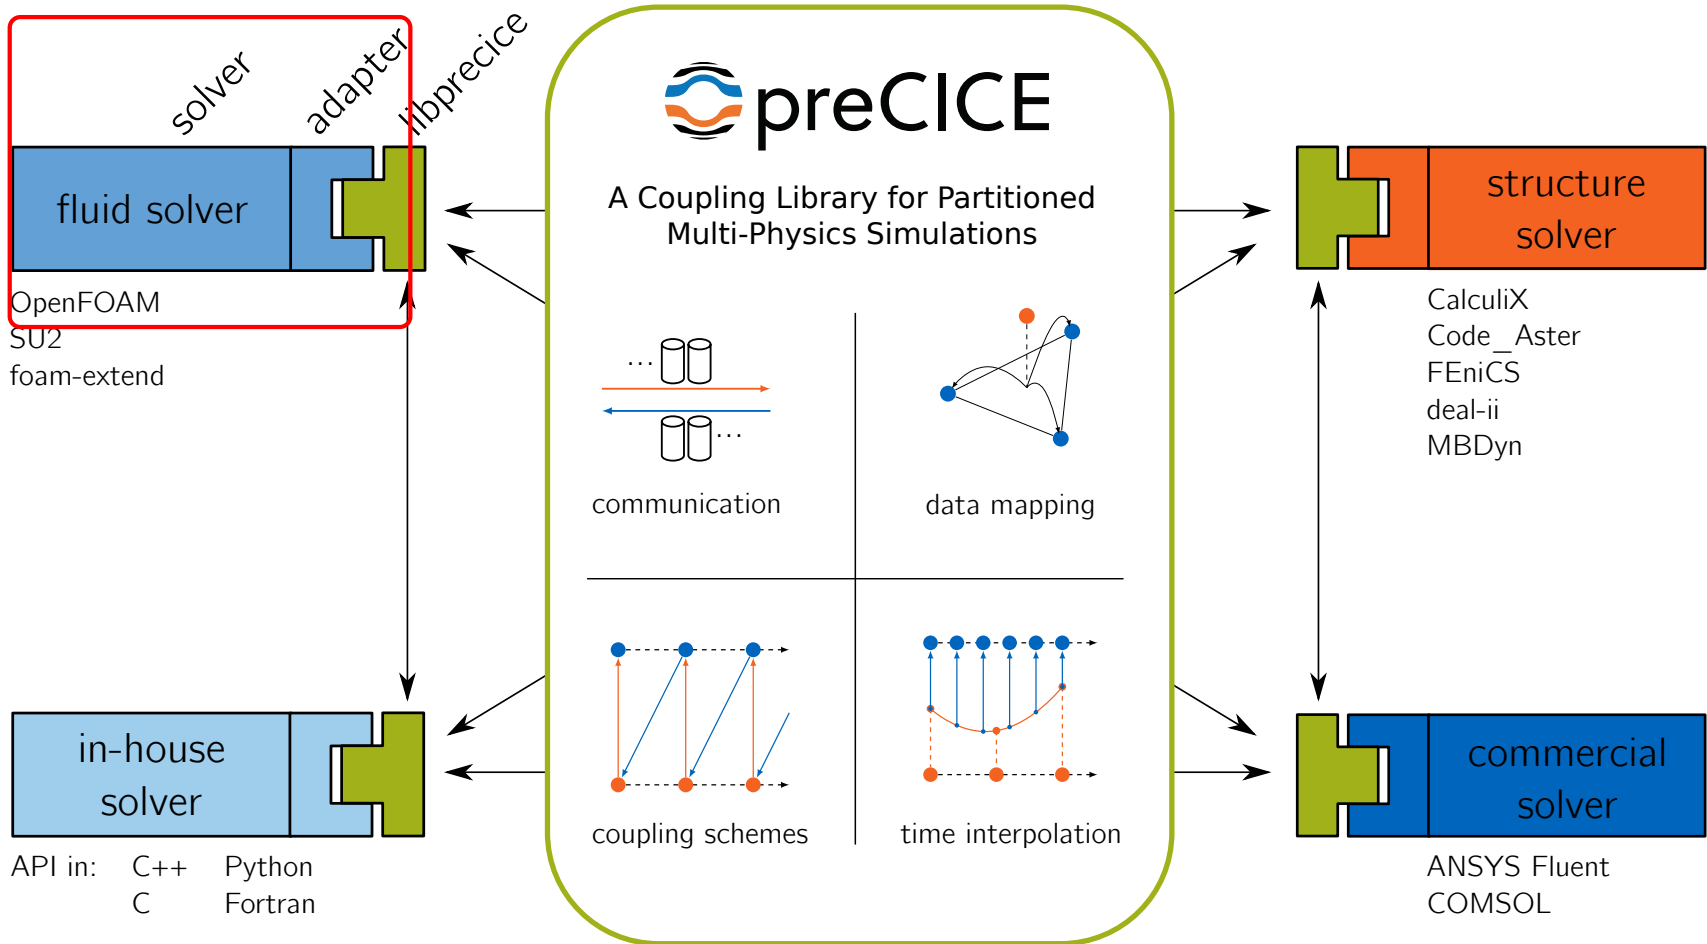 solver
adapter
libprecice
fluid solver
OpenFOAM
SU2
foam-extend
preCICE
A Coupling Library for Partitioned
Multi-Physics Simulations
...
...
communication
data mapping
coupling schemes
time interpolation
structure
solver
CalculiX
Code_Aster
FEniCS
deal-ii
MBDyn
in-house
solver
API in: C++ Python
C Fortran
commercial
solver
ANSYS Fluent
COMSOL